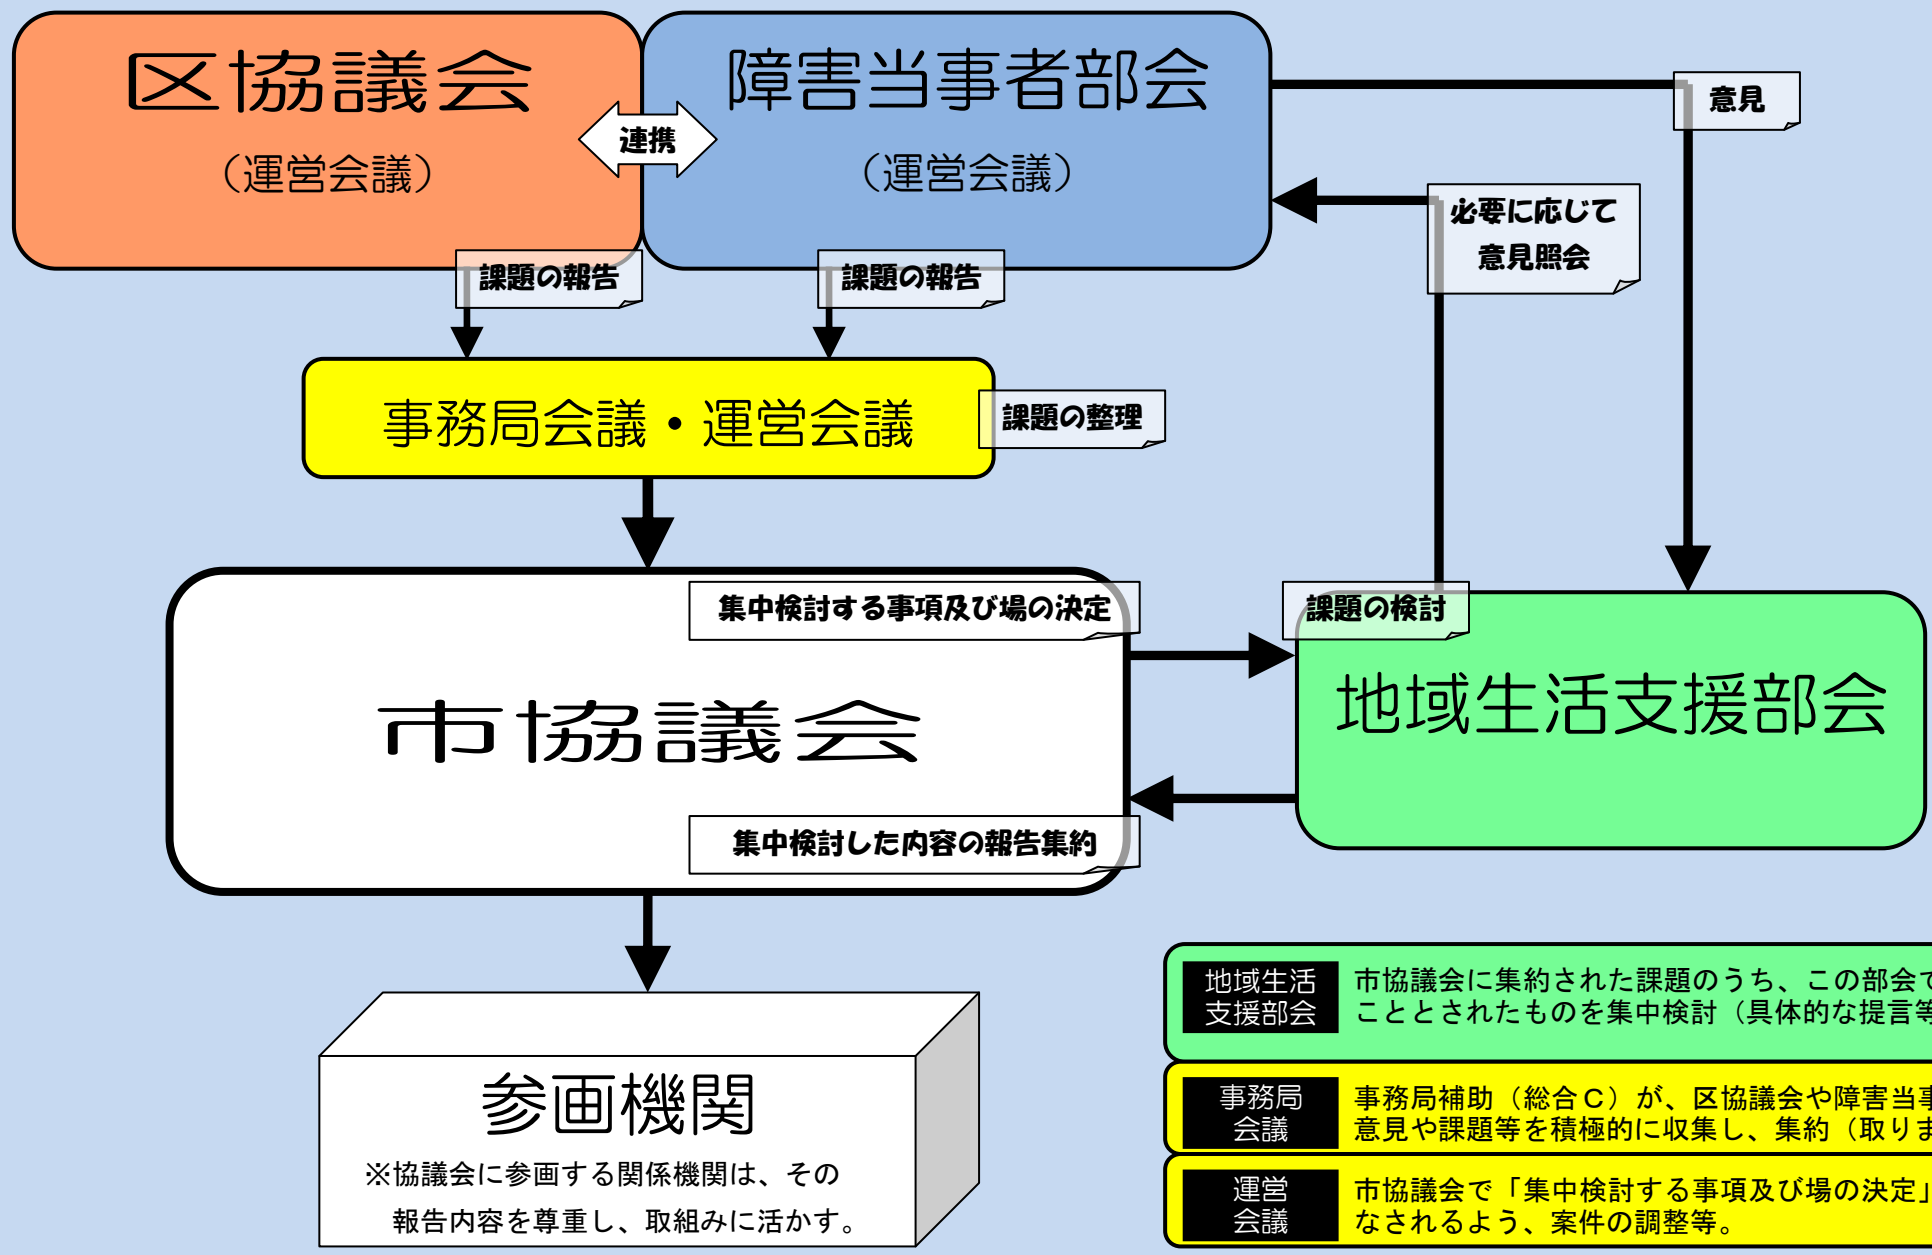 区協議会
（運営会議）
連携
障害当事者部会
（運営会議）
意見
必要に応じて
意見照会
課題の報告
課題の報告
事務局会議・運営会議
課題の整理
集中検討する事項及び場の決定
課題の検討
市協議会
地域生活支援部会
集中検討した内容の報告集約
参画機関
※協議会に参画する関係機関は、その
報告内容を尊重し、取組みに活かす。
地域生活
支援部会
市協議会に集約された課題のうち、この部会で
こととされたものを集中検討（具体的な提言等
事務局
会議
事務局補助（総合Ｃ）が、区協議会や障害当事
意見や課題等を積極的に収集し、集約（取りま
運営
会議
市協議会で「集中検討する事項及び場の決定」
なされるよう、案件の調整等。